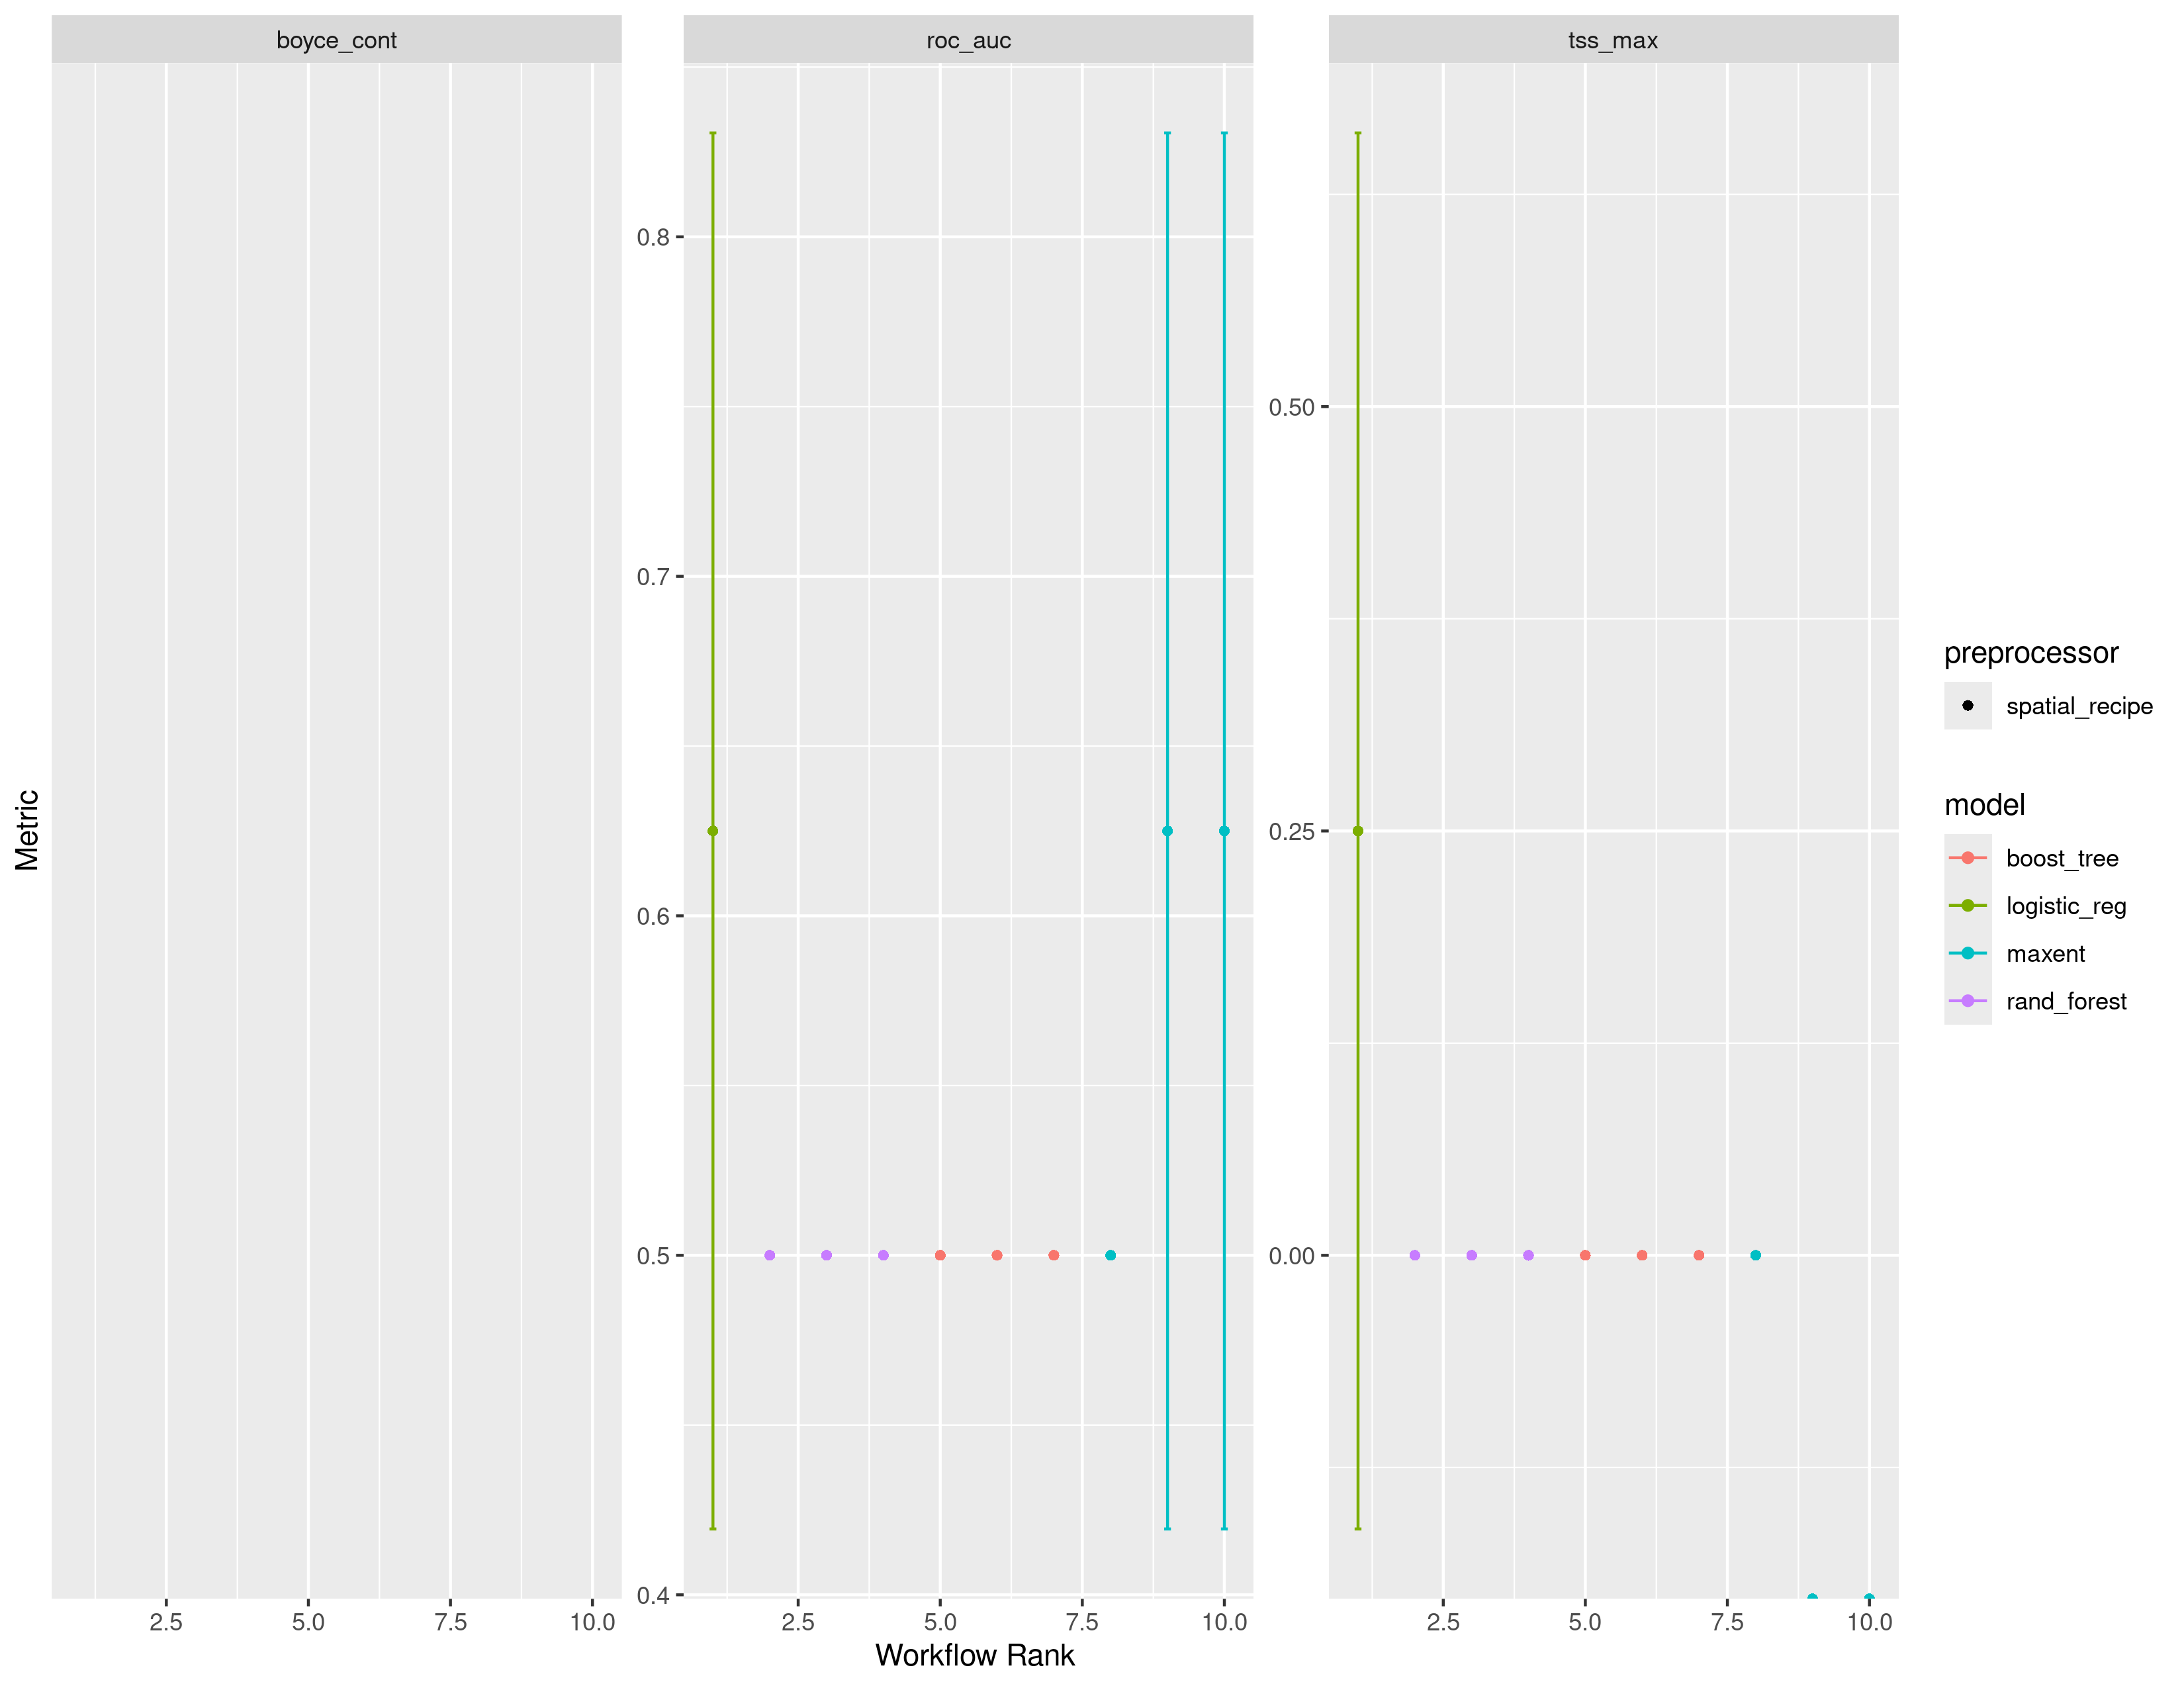 boyce_cont
roc_auc
tss_max
Metric
0.8
0.7
0.6
0.5
0.4
0.50
0.25
0.00
2.5 5.0 7.5 10.0
2.5 5.0 7.5 10.0
2.5 5.0 7.5 10.0
Workflow Rank
preprocessor
spatial_recipe
model
boost_tree
logistic_reg
maxent
rand_forest